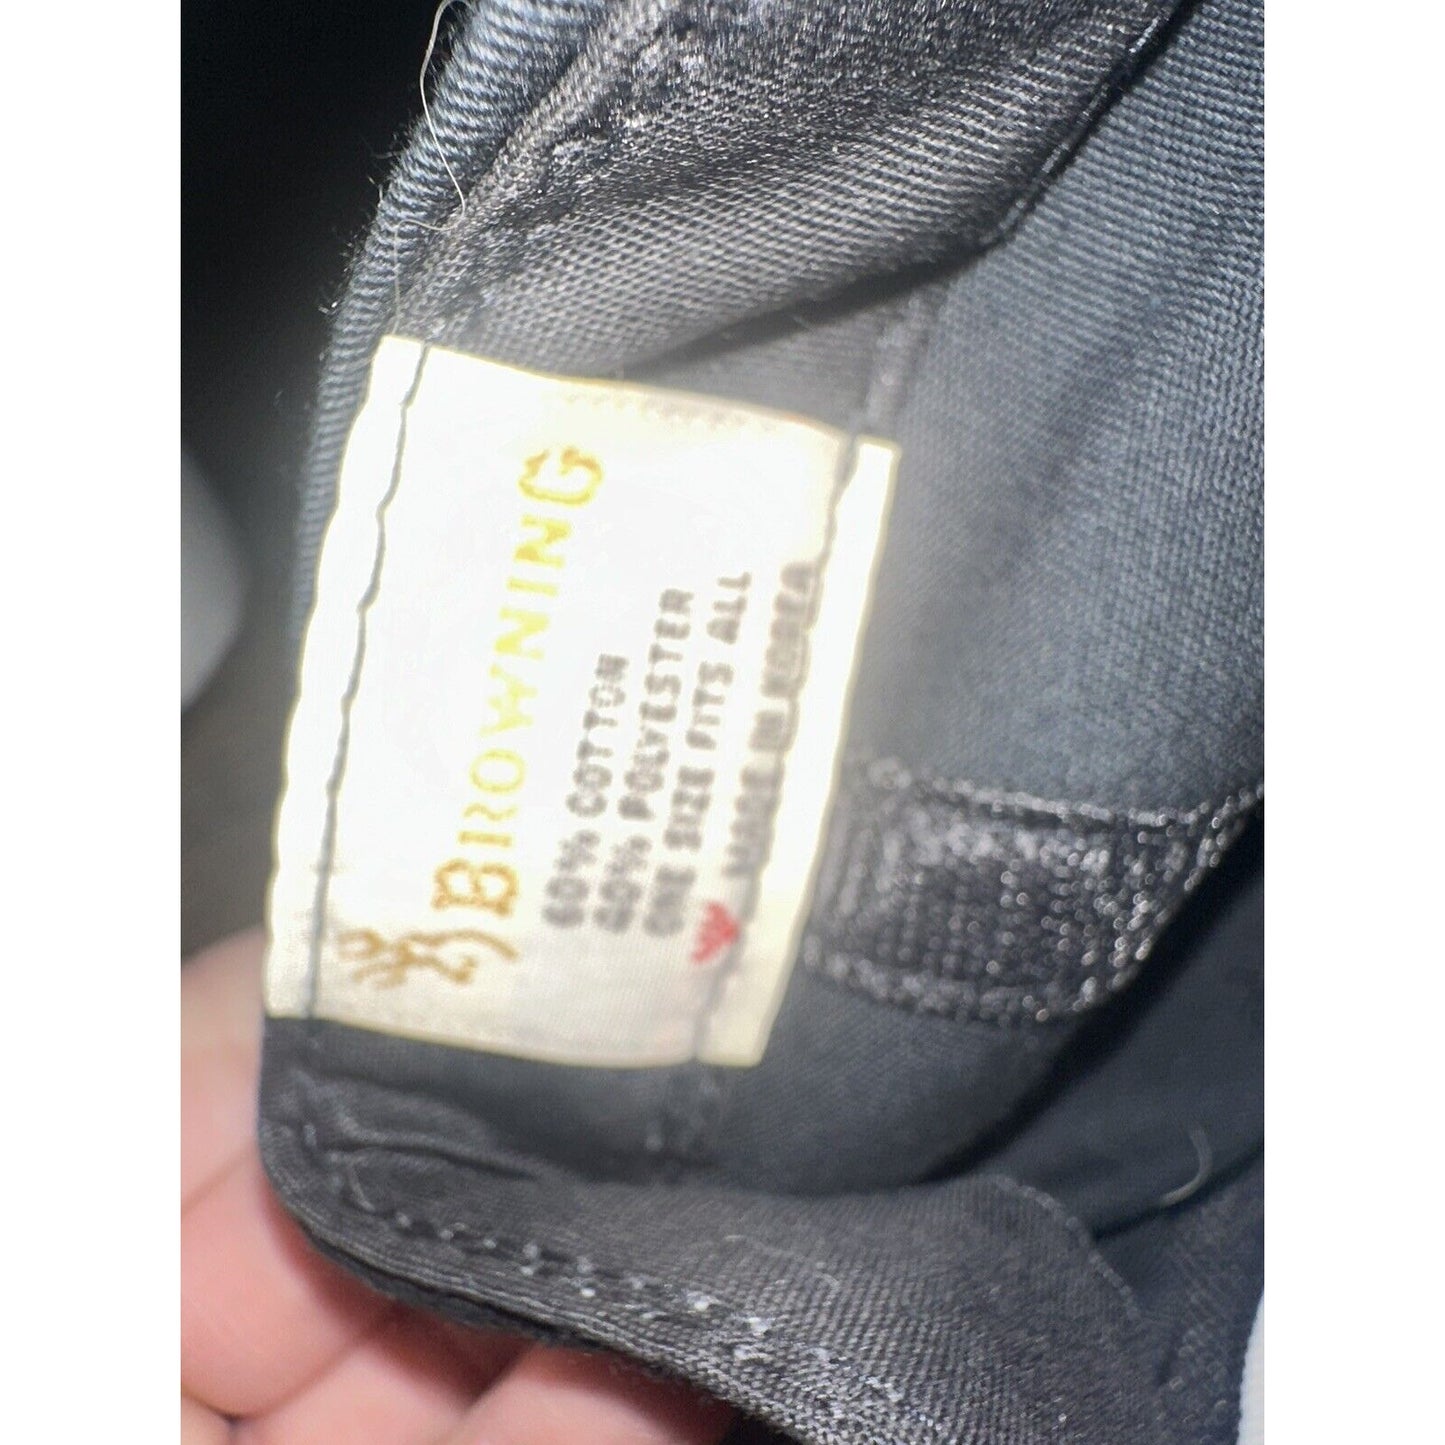 BROWNING
60% COTTON
40% POLYESTER
ONE SIZE FITS ALL
MADE IN KOREA